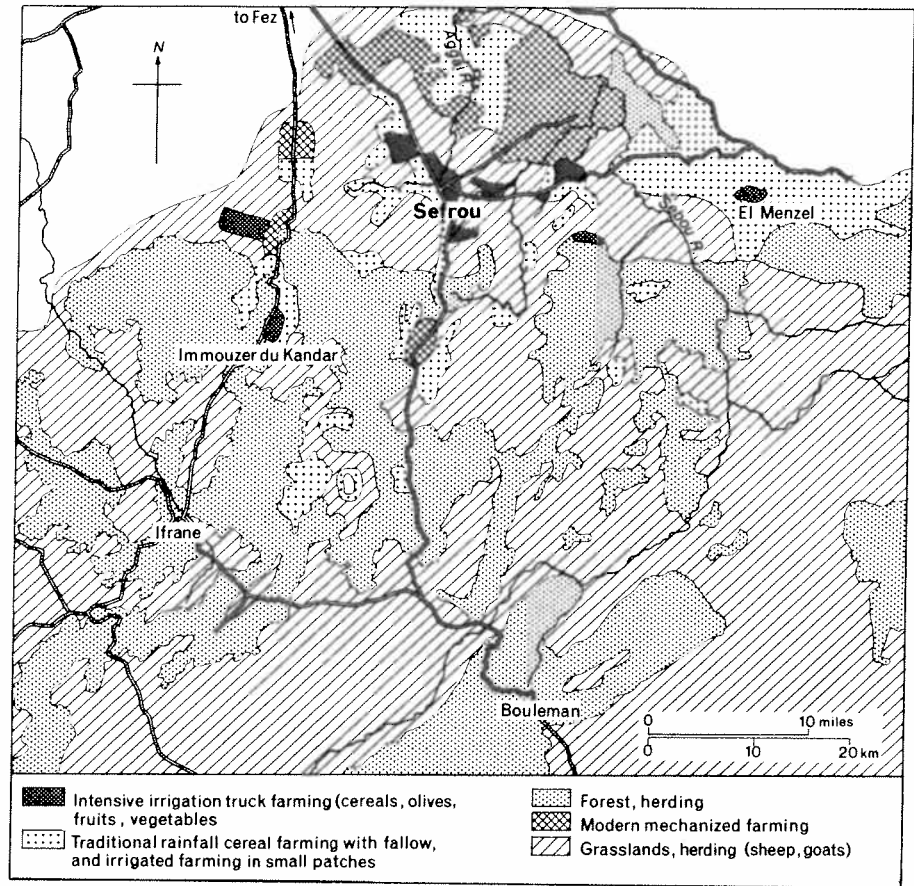 to Fez
N
Aggai R.
Sefrou
El Menzel
Sebou R.
Immouzer du Kandar
Ifrane
Bouleman
0 10 miles
0 10 20 km
Intensive irrigation truck farming (cereals, olives,
fruits, vegetables
Traditional rainfall cereal farming with fallow,
and irrigated farming in small patches
Forest, herding
Modern mechanized farming
Grasslands, herding (sheep, goats)